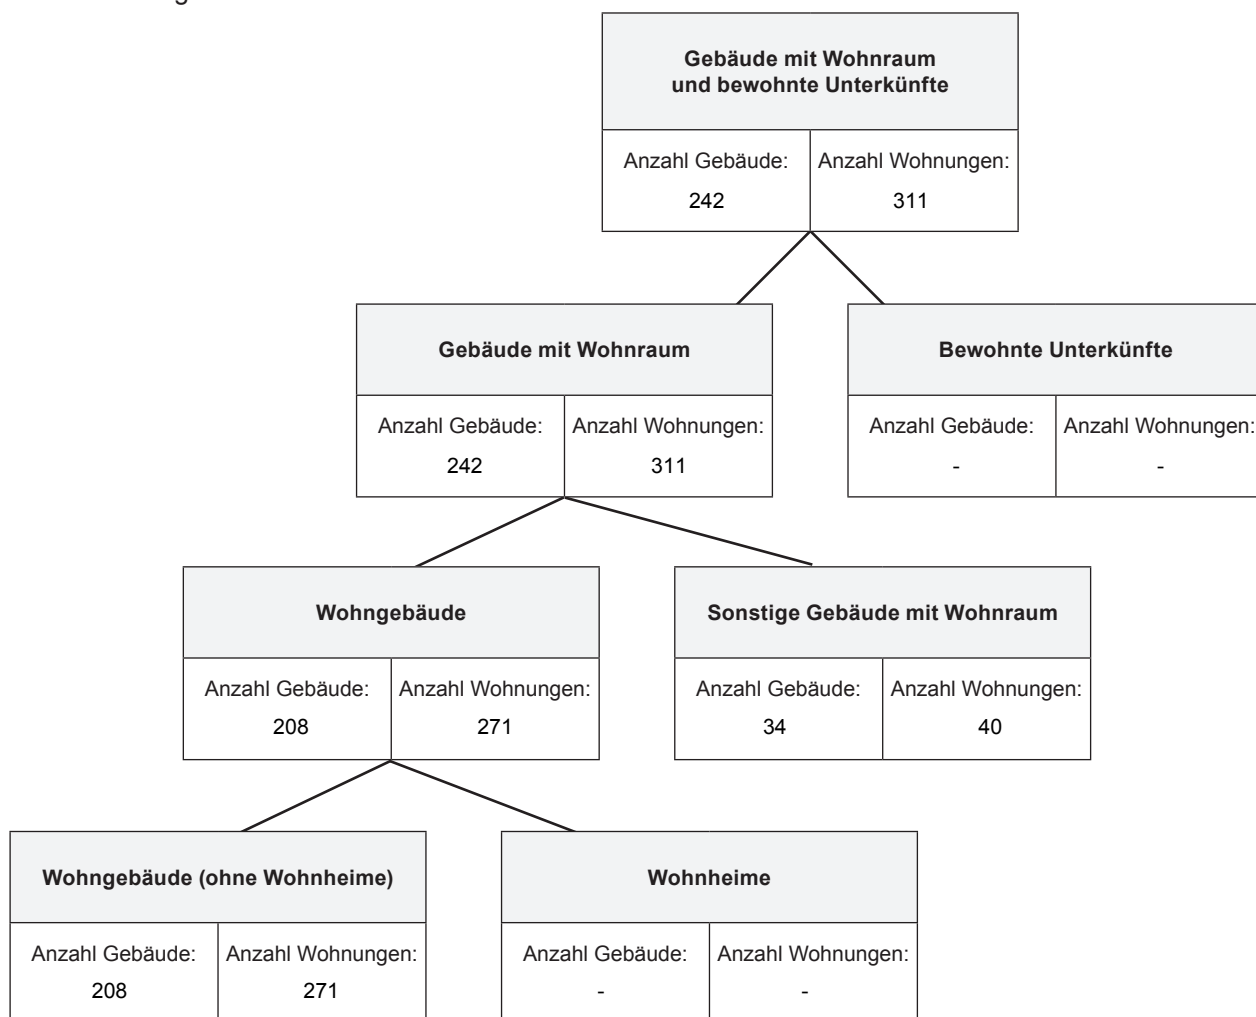 Gebäude mit Wohnraum
und bewohnte Unterkünfte
Anzahl Gebäude: Anzahl Wohnungen:
242 311
Gebäude mit Wohnraum Bewohnte Unterkünfte
Anzahl Gebäude: Anzahl Wohnungen: Anzahl Gebäude: Anzahl Wohnungen:
242 311 - -
Wohngebäude Sonstige Gebäude mit Wohnraum
Anzahl Gebäude: Anzahl Wohnungen: Anzahl Gebäude: Anzahl Wohnungen:
208 271 34 40
Wohngebäude (ohne Wohnheime) Wohnheime
Anzahl Gebäude: Anzahl Wohnungen: Anzahl Gebäude: Anzahl Wohnungen:
208 271 - -